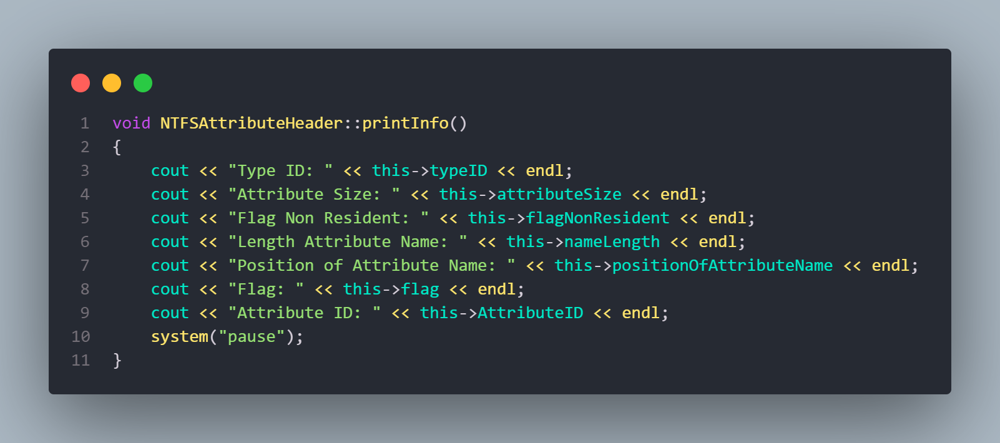 1 void NTFSAttributeHeader::printInfo()
2 {
3     cout << "Type ID: " << this->typeID << endl;
4     cout << "Attribute Size: " << this->attributeSize << endl;
5     cout << "Flag Non Resident: " << this->flagNonResident << endl;
6     cout << "Length Attribute Name: " << this->nameLength << endl;
7     cout << "Position of Attribute Name: " << this->positionOfAttributeName << endl;
8     cout << "Flag: " << this->flag << endl;
9     cout << "Attribute ID: " << this->AttributeID << endl;
10     system("pause");
11 }